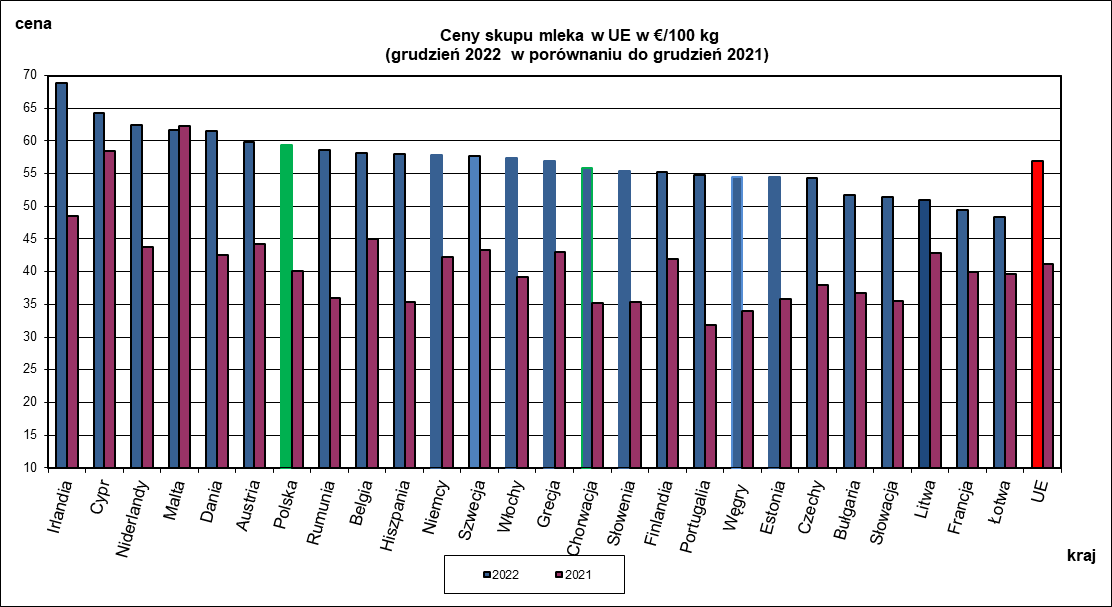 cena
Ceny skupu mleka w UE w €/100 kg
(grudzień 2022 w porównaniu do grudzień 2021)
70
65
60
55
50
45
40
35
30
25
20
15
10
Irlandia
Cypr
Niderlandy
Malta
Dania
Austria
Polska
Rumunia
Belgia
Hiszpania
Niemcy
Szwecja
Włochy
Grecja
Chorwacja
Słowenia
Finlandia
Portugalia
Węgry
Estonia
Czechy
Bułgaria
Słowacja
Litwa
Francja
Łotwa
UE
kraj
2022
2021